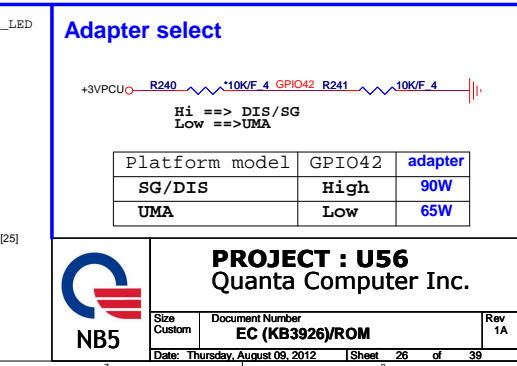 _LED
Adapter select
+3VPCU R240 *10K/F_4 GPIO42 R241 10K/F_4
Hi ==> DIS/SG
Low ==>UMA
Platform model GPIO42 adapter
SG/DIS High 90W
UMA Low 65W
[25]
PROJECT : U56
Quanta Computer Inc.
NB5
Size Document Number Rev
Custom EC (KB3926)/ROM 1A
Date: Thursday, August 09, 2012 Sheet 26 of 39